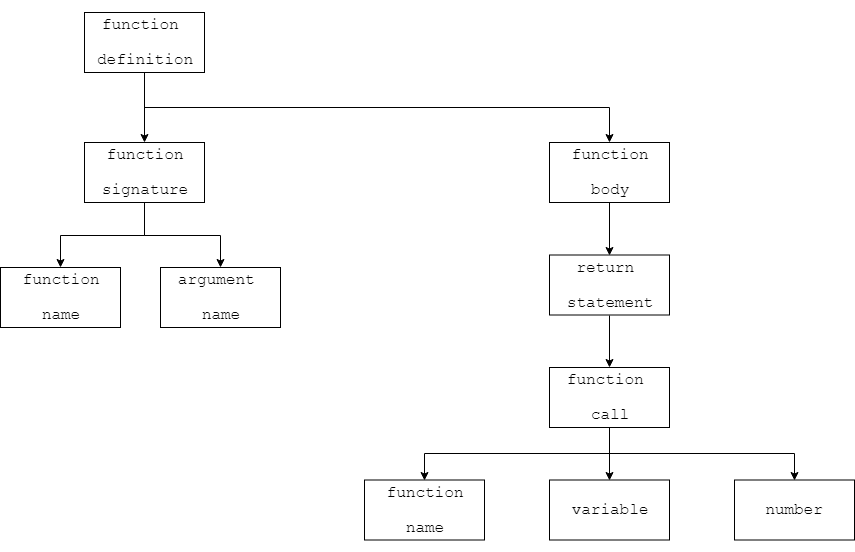 function
definition
function
signature
function
body
function
name
argument
name
return
statement
function
call
function
name
variable
number